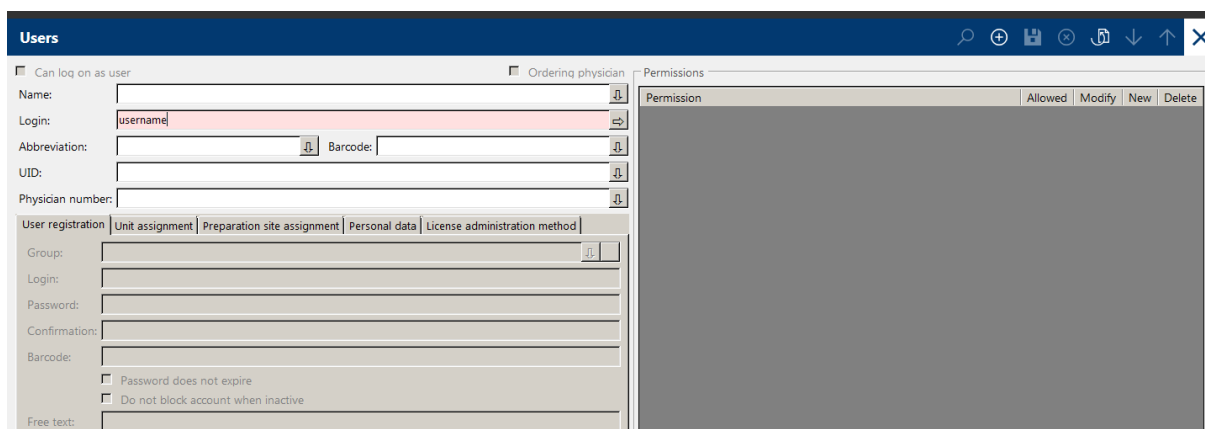 Users
Can log on as user
Ordering physician
Name:
Login: username
Abbreviation: Barcode:
UID:
Physician number:
User registration Unit assignment Preparation site assignment Personal data License administration method
Group:
Login:
Password:
Confirmation:
Barcode:
Password does not expire
Do not block account when inactive
Free text:
Permissions
Permission Allowed Modify New Delete